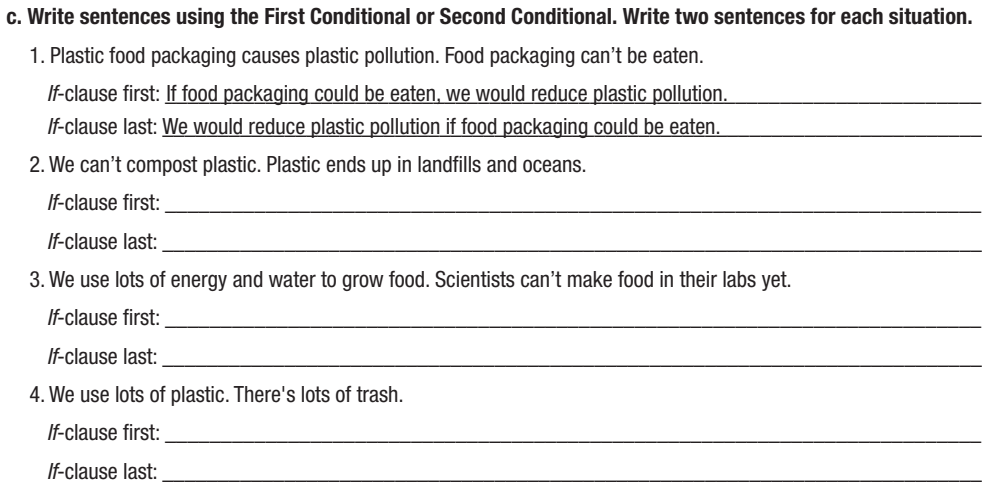 c. Write sentences using the First Conditional or Second Conditional. Write two sentences for each situation.
1. Plastic food packaging causes plastic pollution. Food packaging can't be eaten.
If-clause first: If food packaging could be eaten, we would reduce plastic pollution.
If-clause last: We would reduce plastic pollution if food packaging could be eaten.
2. We can't compost plastic. Plastic ends up in landfills and oceans.
If-clause first:
If-clause last:
3. We use lots of energy and water to grow food. Scientists can't make food in their labs yet.
If-clause first:
If-clause last:
4. We use lots of plastic. There's lots of trash.
If-clause first:
If-clause last: